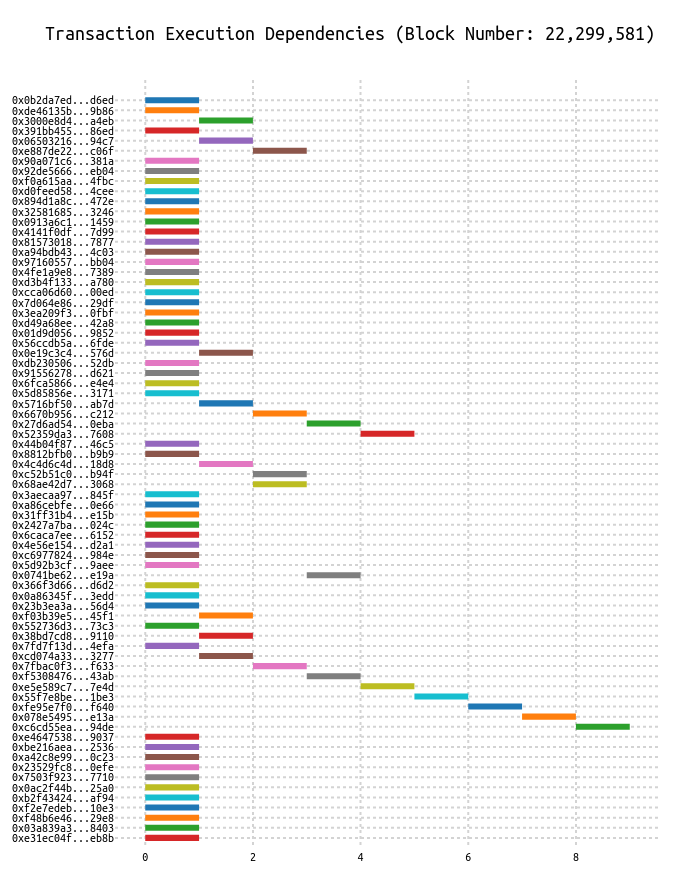 Transaction Execution Dependencies (Block Number: 22,299,581)
0x0b2da7ed...d6ed
0xde46135b...9b86
0x3000e8d4...a4eb
0x391bb455...86ed
0x06503216...94c7
0xe887de22...c06f
0x90a071c6...381a
0x92de5666...eb04
0xf0a615aa...4fbc
0xd0feed58...4cee
0x894d1a8c...472e
0x32581685...3246
0x0913a6c1...1459
0x4141f0df...7d99
0x81573018...7877
0xa94bdb43...4c03
0x97160557...bb04
0x4fe1a9e8...7389
0xd3b4f133...a780
0xcca06d60...00ed
0x7d064e86...29df
0x3ea209f3...0fbf
0xd49a68ee...42a8
0x01d9d056...9852
0x56ccdb5a...6fde
0x0e19c3c4...576d
0xdb230506...52db
0x91556278...d621
0x6fca5866...e4e4
0x5d85856e...3171
0x5716bf50...ab7d
0x6670b956...c212
0x27d6ad54...0eba
0x52359da3...7608
0x44b04f87...46c5
0x8812bfb0...b9b9
0x4c4d6c4d...18d8
0xc52b51c0...b94f
0x68ae42d7...3068
0x3aecaa97...845f
0xa86cebfe...0e66
0x31ff31b4...e15b
0x2427a7ba...024c
0x6caca7ee...6152
0x4e56e154...d2a1
0xc6977824...984e
0x5d92b3cf...9aee
0x0741be62...e19a
0x366f3d66...d6d2
0x0a86345f...3edd
0x23b3ea3a...56d4
0xf03b39e5...45f1
0x552736d3...73c3
0x38bd7cd8...9110
0x7fd7f13d...4efa
0xcd074a33...3277
0x7fbac0f3...f633
0xf5308476...43ab
0xe5e589c7...7e4d
0x55f7e8be...1be3
0xfe95e7f0...f640
0x078e5495...e13a
0xc6cd55ea...94de
0xe4647538...9037
0xbe216aea...2536
0xa42c8e99...0c23
0x23529fc8...0efe
0x7503f923...7710
0x0ac2f44b...25a0
0xb2f43424...af94
0xf2e7edeb...10e3
0xf48b6e46...29e8
0x03a839a3...8403
0xe31ec04f...eb8b
0 2 4 6 8